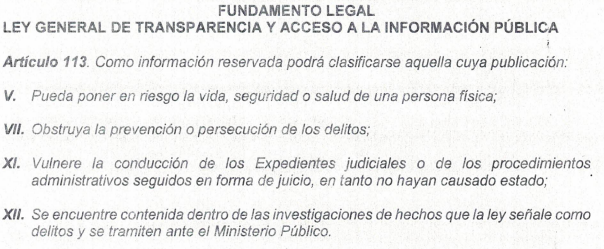 FUNDAMENTO LEGAL
LEY GENERAL DE TRANSPARENCIA Y ACCESO A LA INFORMACIÓN PÚBLICA
Artículo 113. Como información reservada podrá clasificarse aquella cuya publicación:
V. Pueda poner en riesgo la vida, seguridad o salud de una persona física;
VII. Obstruya la prevención o persecución de los delitos;
XI. Vulnere la conducción de los Expedientes judiciales o de los procedimientos
administrativos seguidos en forma de juicio, en tanto no hayan causado estado;
XII. Se encuentre contenida dentro de las investigaciones de hechos que la ley señale como
delitos y se tramiten ante el Ministerio Público.